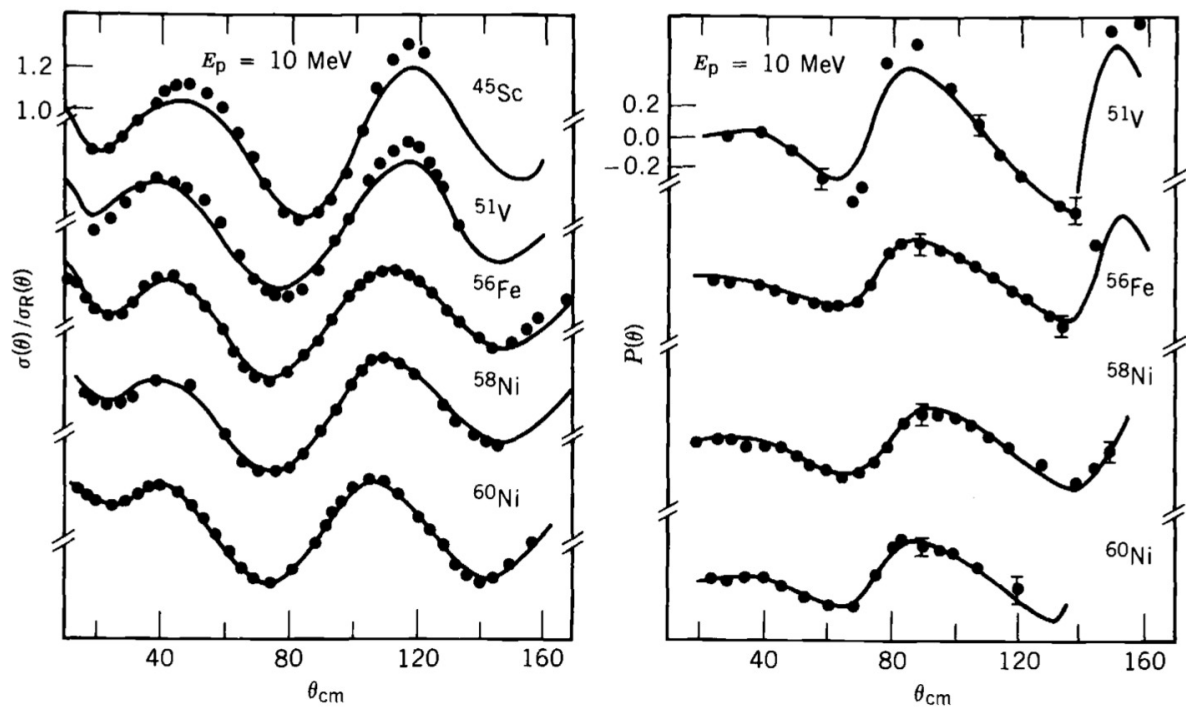 E_p = 10 MeV
1.2
1.0
σ(θ)/σ_R(θ)
⁴⁵Sc
⁵¹V
⁵⁶Fe
⁵⁸Ni
⁶⁰Ni
40
80
120
160
θ_cm
E_p = 10 MeV
0.2
0.0
−0.2
P(θ)
⁵¹V
⁵⁶Fe
⁵⁸Ni
⁶⁰Ni
40
80
120
160
θ_cm